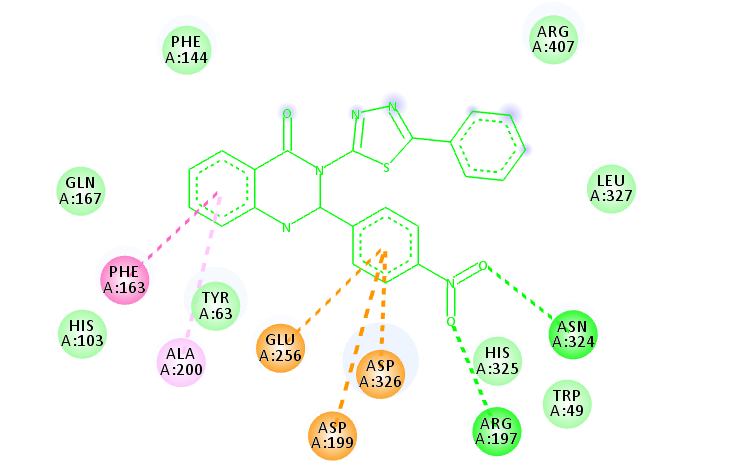 PHE
A:144
ARG
A:407
O
N
N
N
S
GLN
A:167
LEU
A:327
N
PHE
A:163
TYR
A:63
N
O
O
HIS
A:103
ALA
A:200
GLU
A:256
ASP
A:326
HIS
A:325
ASN
A:324
TRP
A:49
ASP
A:199
ARG
A:197